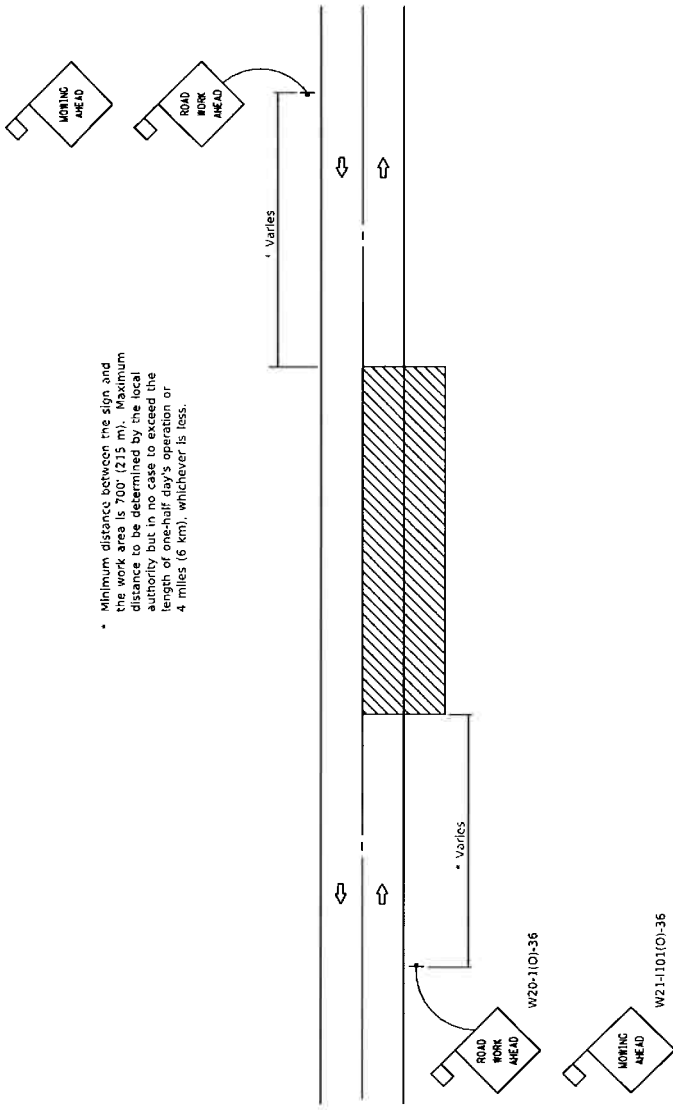 MOWING
AHEAD
ROAD
WORK
AHEAD
* Varies
* Minimum distance between the sign and
the work area is 700' (215 m). Maximum
distance to be determined by the local
authority but in no case to exceed the
length of one-half day's operation or
4 miles (6 km), whichever is less.
* Varies
ROAD
WORK
AHEAD
W20-1(O)-36
MOWING
AHEAD
W21-I101(O)-36